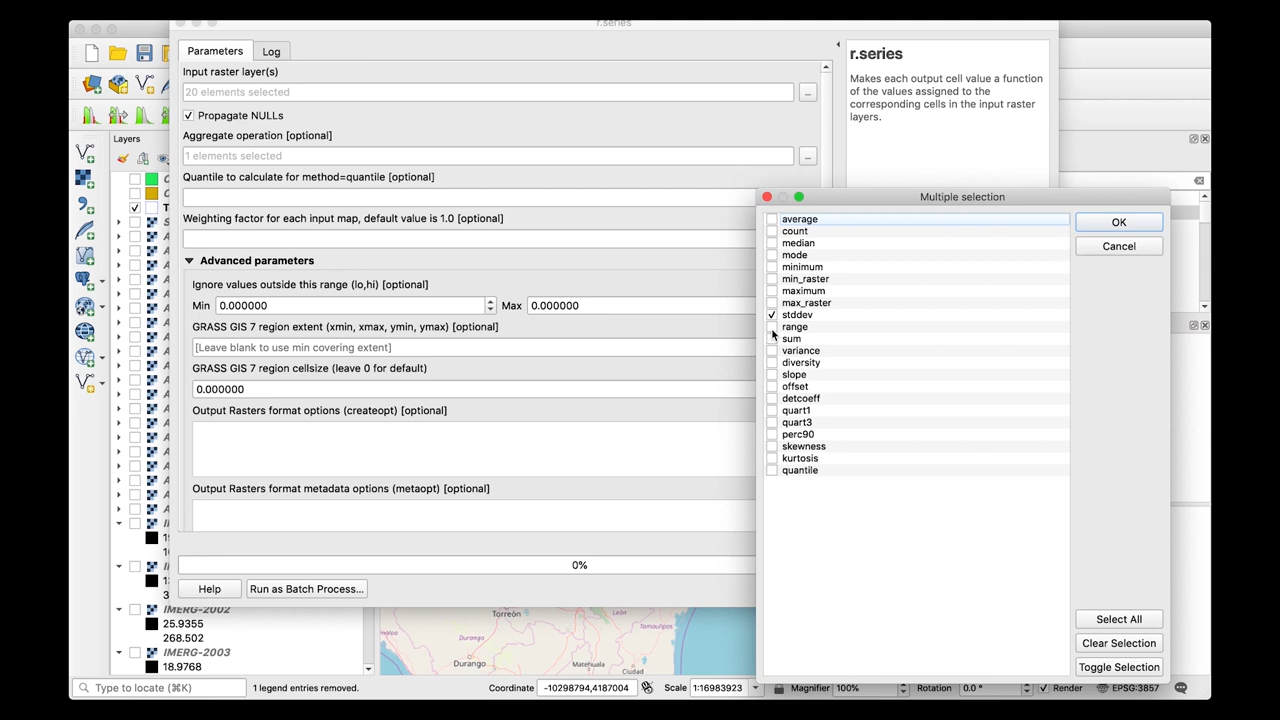 r.series
Parameters
Log
Input raster layer(s)
20 elements selected
...
Propagate NULLs
Aggregate operation [optional]
1 elements selected
...
Quantile to calculate for method=quantile [optional]
Weighting factor for each input map, default value is 1.0 [optional]
Advanced parameters
Ignore values outside this range (lo,hi) [optional]
Min 0.000000
Max 0.000000
GRASS GIS 7 region extent (xmin, xmax, ymin, ymax) [optional]
[Leave blank to use min covering extent]
GRASS GIS 7 region cellsize (leave 0 for default)
0.000000
Output Rasters format options (createopt) [optional]
Output Rasters format metadata options (metaopt) [optional]
0%
Help
Run as Batch Process...
r.series
Makes each output cell value a function
of the values assigned to the
corresponding cells in the input raster
layers.
Multiple selection
average
count
median
mode
minimum
min_raster
maximum
max_raster
stddev
range
sum
variance
diversity
slope
offset
detcoeff
quart1
quart3
perc90
skewness
kurtosis
quantile
OK
Cancel
Select All
Clear Selection
Toggle Selection
Layers
IMERG-2002
25.9355
268.502
IMERG-2003
18.9768
Torreón
León
Tamaulipas
Durango
Durango
Matehuala
Ciudad
Type to locate (⌘K)
1 legend entries removed.
Coordinate -10298794,4187004
Scale 1:16983923
Magnifier 100%
Rotation 0.0 °
Render
EPSG:3857